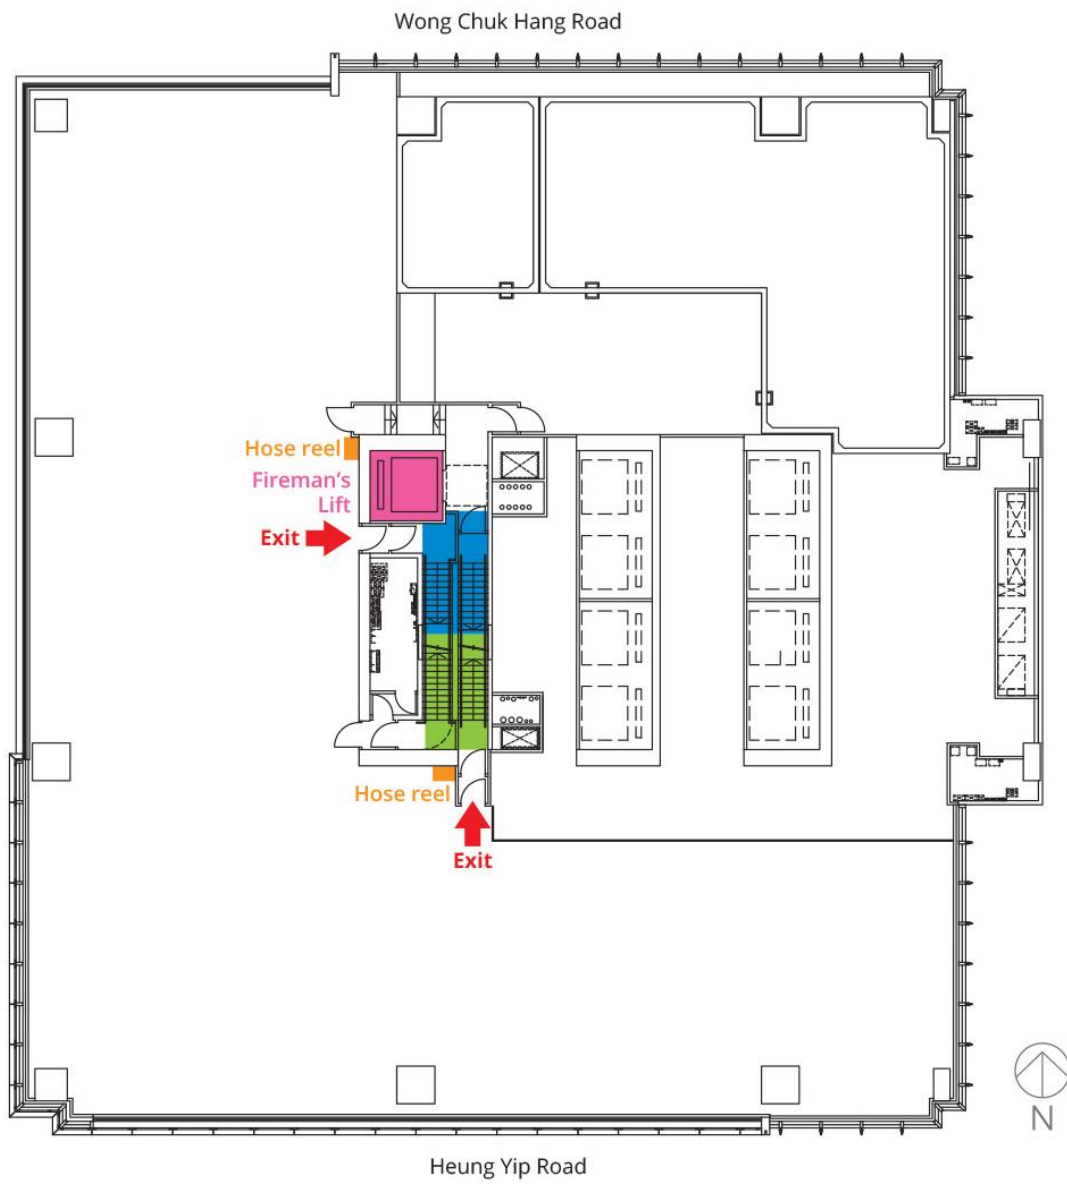 Wong Chuk Hang Road
Hose reel
Fireman's
Lift
Exit
Hose reel
Exit
N
Heung Yip Road